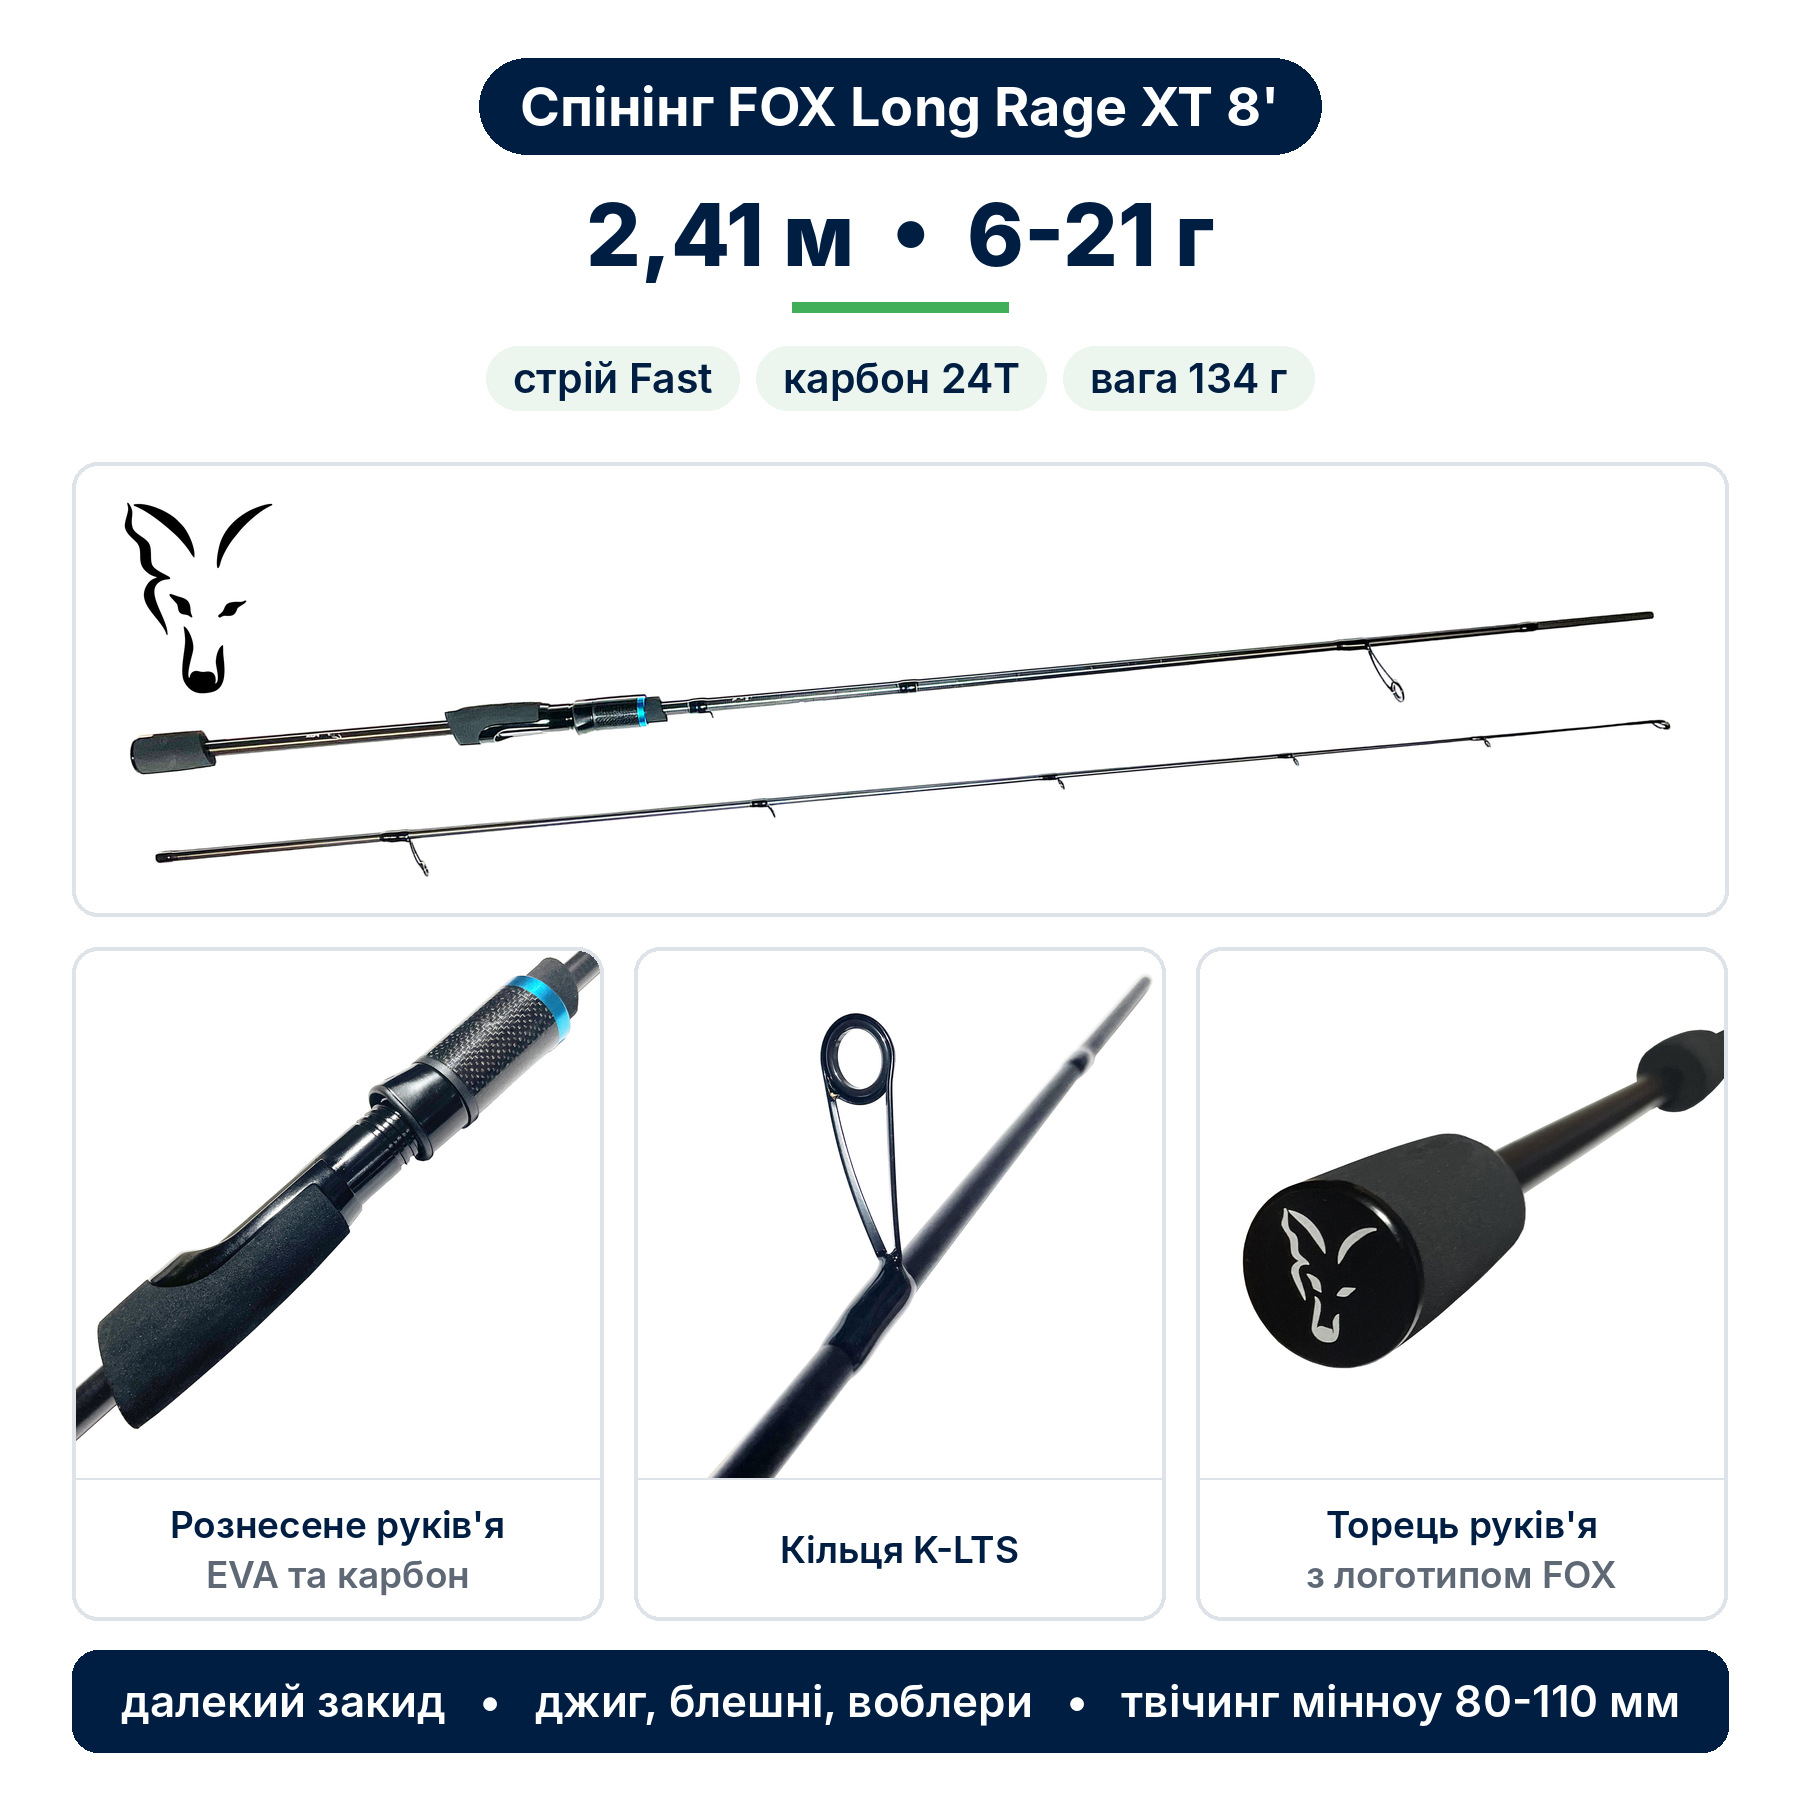 Спінінг FOX Long Rage XT 8'
2,41 м • 6-21 г
стрій Fast карбон 24T вага 134 г
Рознесене руків'я
EVA та карбон
Кільця K-LTS
Торець руків'я
з логотипом FOX
далекий закид • джиг, блешні, воблери • твічинг мінноу 80-110 мм